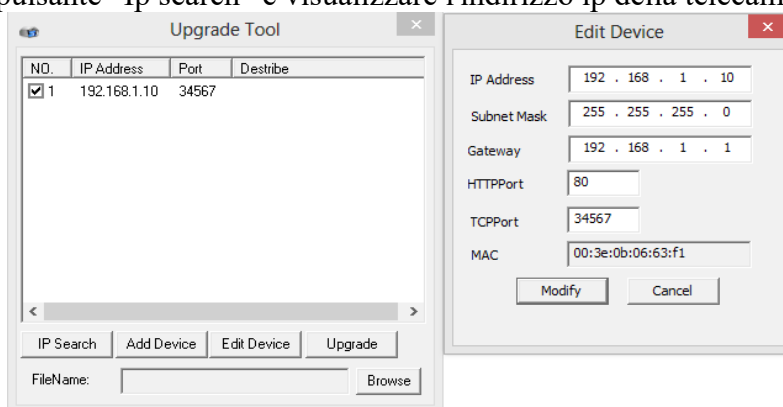 pulsante "Ip search" e visualizzare l'indirizzo ip della telecam
Upgrade Tool
NO. IP Address Port Destribe
1 192.168.1.10 34567
IP Search Add Device Edit Device Upgrade
FileName: Browse
Edit Device
IP Address 192 . 168 . 1 . 10
Subnet Mask 255 . 255 . 255 . 0
Gateway 192 . 168 . 1 . 1
HTTPPort 80
TCPPort 34567
MAC 00:3e:0b:06:63:f1
Modify Cancel